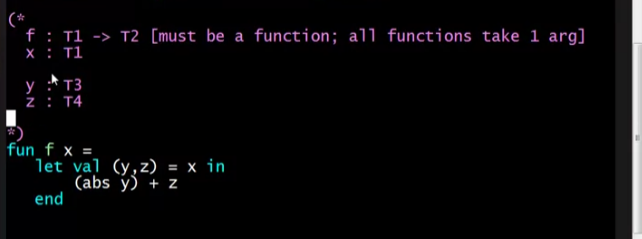 (*
f : T1 -> T2 [must be a function; all functions take 1 arg]
x : T1
y : T3
z : T4
*)
fun f x =
let val (y,z) = x in
(abs y) + z
end